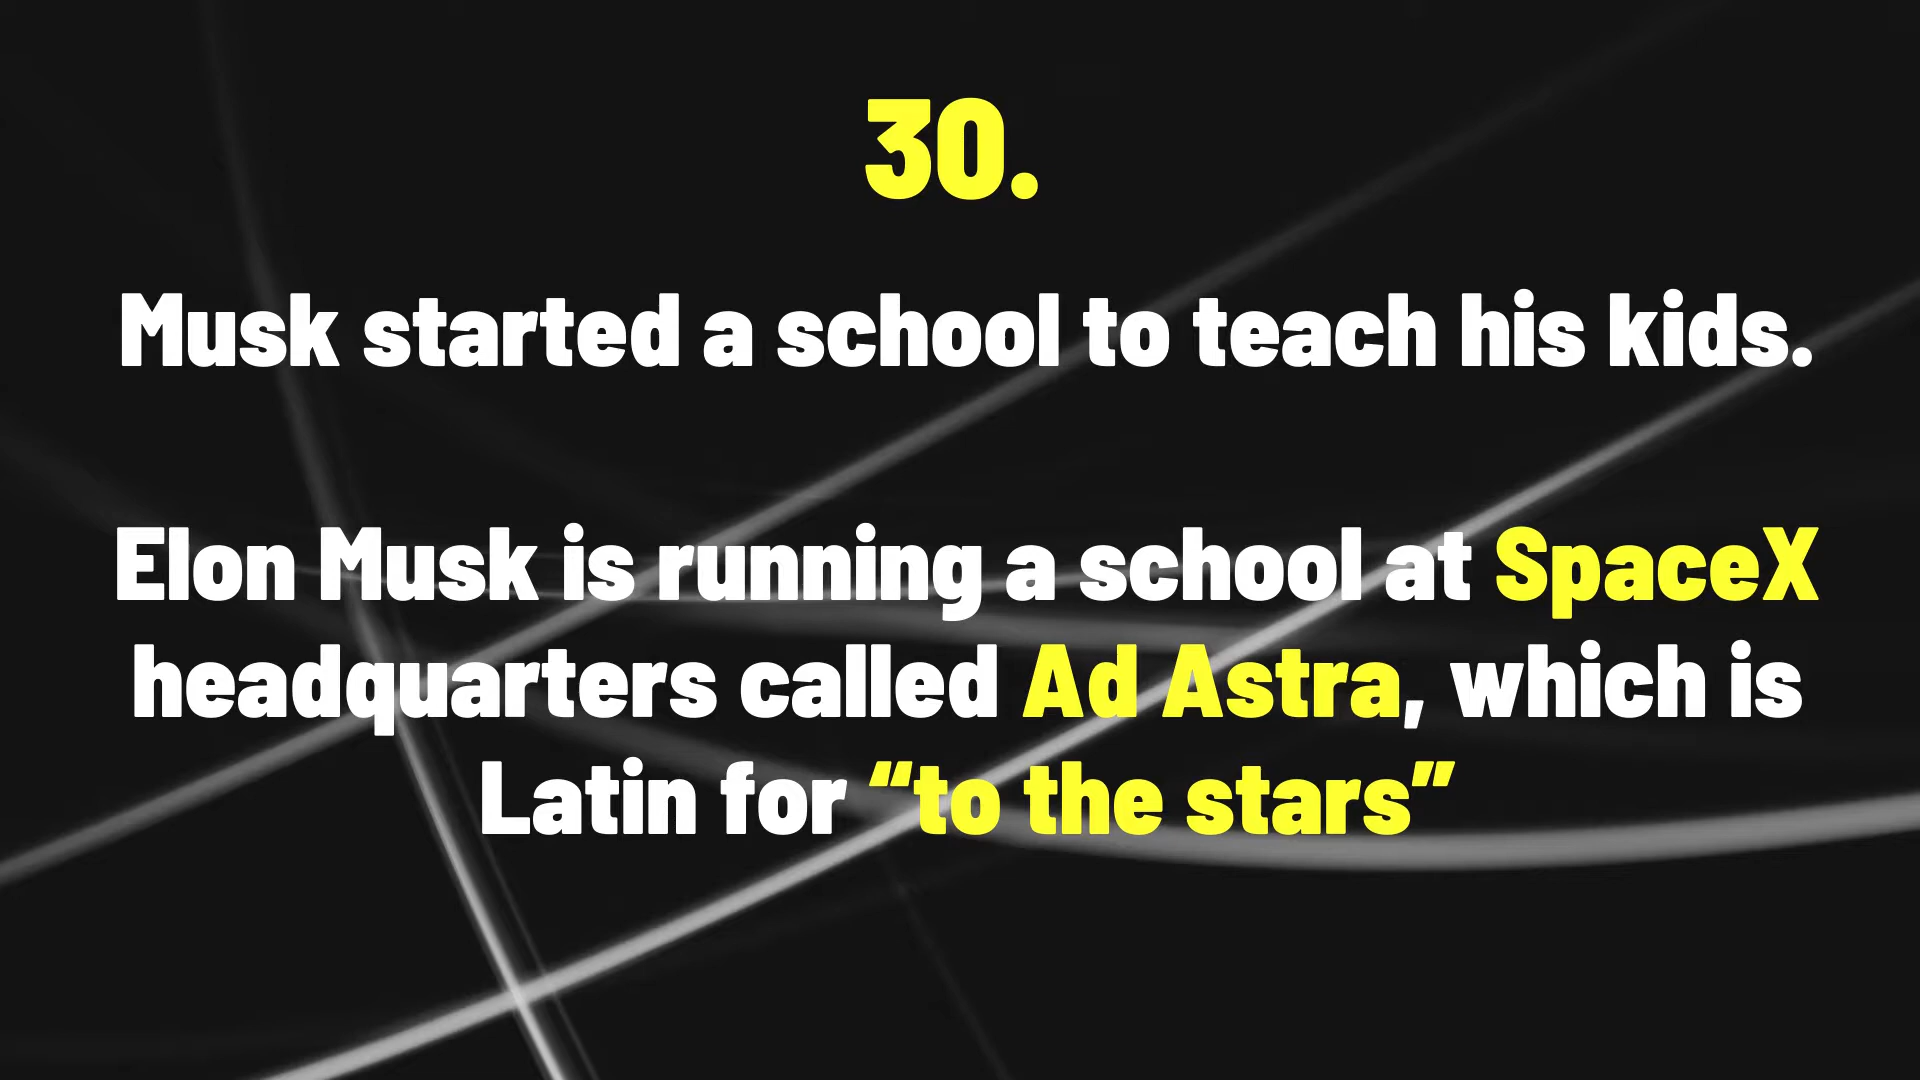 30.
Musk started a school to teach his kids.
Elon Musk is running a school at SpaceX
headquarters called Ad Astra, which is
Latin for “to the stars”